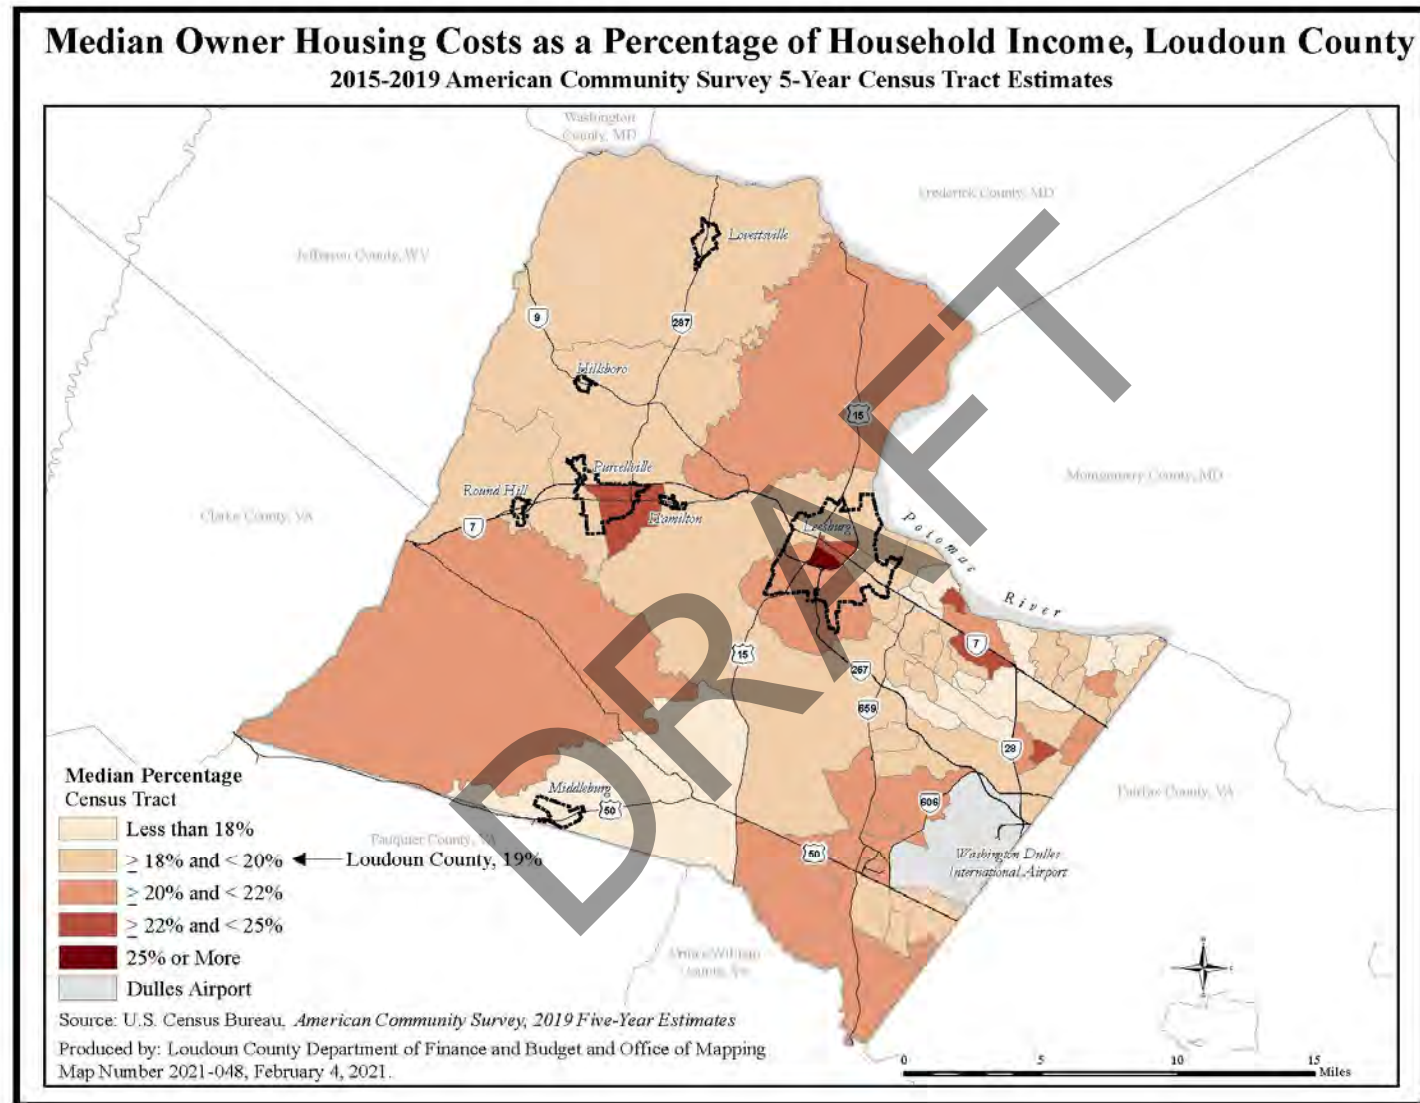 Median Owner Housing Costs as a Percentage of Household Income, Loudoun County
2015-2019 American Community Survey 5-Year Census Tract Estimates
Washington
County, MD
Frederick County, MD
Jefferson County, WV
Lovettsville
9
287
Hillsboro
15
Montgomery County, MD
Purcellville
Round Hill
Clarke County, VA
7
Hamilton
Leesburg
Potomac
River
7
15
267
659
28
606
Fairfax County, VA
Middleburg
50
Fauquier County, VA
50
Washington Dulles
International Airport
Prince William
County, VA
DRAFT
Median Percentage
Census Tract
Less than 18%
≥ 18% and < 20%
Loudoun County, 19%
≥ 20% and < 22%
≥ 22% and < 25%
25% or More
Dulles Airport
Source: U.S. Census Bureau, American Community Survey, 2019 Five-Year Estimates
Produced by: Loudoun County Department of Finance and Budget and Office of Mapping
Map Number 2021-048, February 4, 2021.
0 5 10 15
Miles